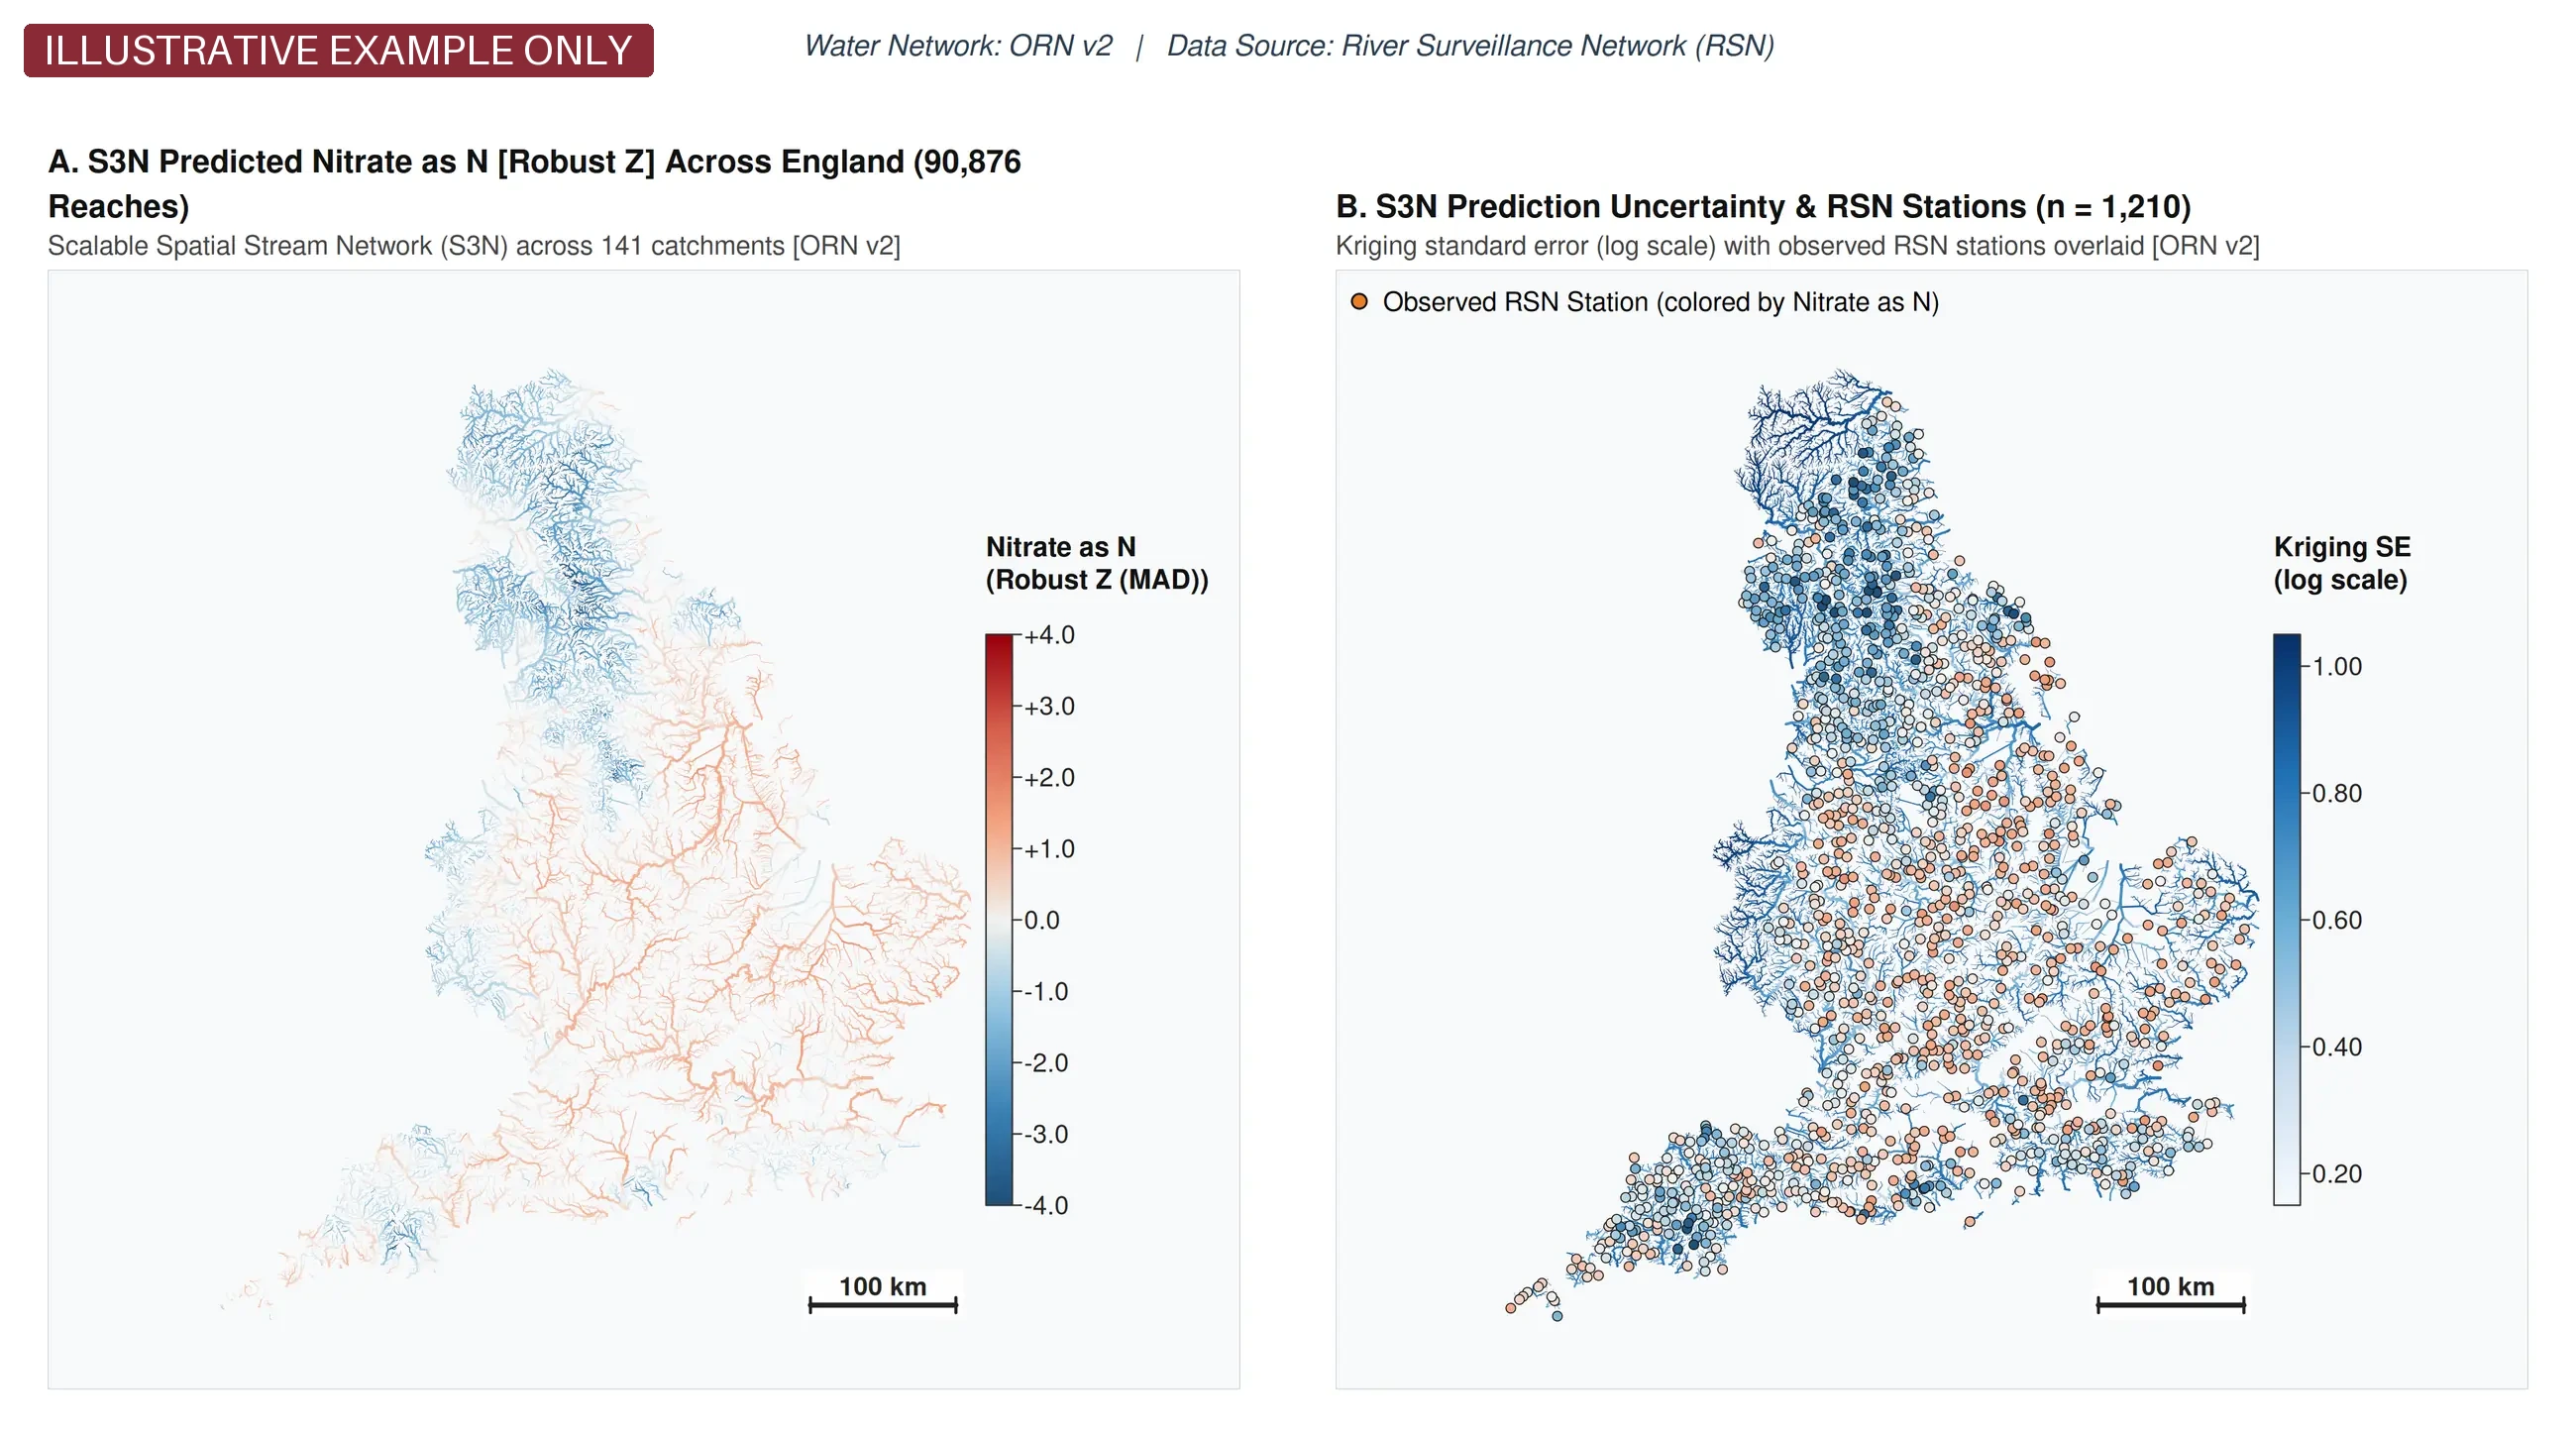 ILLUSTRATIVE EXAMPLE ONLY
Water Network: ORN v2 | Data Source: River Surveillance Network (RSN)
A. S3N Predicted Nitrate as N [Robust Z] Across England (90,876
Reaches)
Scalable Spatial Stream Network (S3N) across 141 catchments [ORN v2]
Nitrate as N
(Robust Z (MAD))
+4.0
+3.0
+2.0
+1.0
0.0
-1.0
-2.0
-3.0
-4.0
100 km
B. S3N Prediction Uncertainty & RSN Stations (n = 1,210)
Kriging standard error (log scale) with observed RSN stations overlaid [ORN v2]
Observed RSN Station (colored by Nitrate as N)
Kriging SE
(log scale)
1.00
0.80
0.60
0.40
0.20
100 km